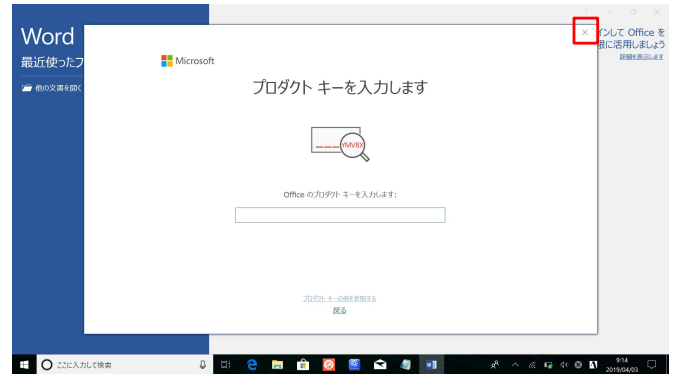 Word
最近使ったフ
他の文書を開く
インして Office を
限に活用しましょう
詳細を表示します
Microsoft
プロダクト キーを入力します
YMVBX
Office のプロダクト キーを入力します:
プロダクト キーの例を参照する
戻る
ここに入力して検索
9:14
2019/04/03